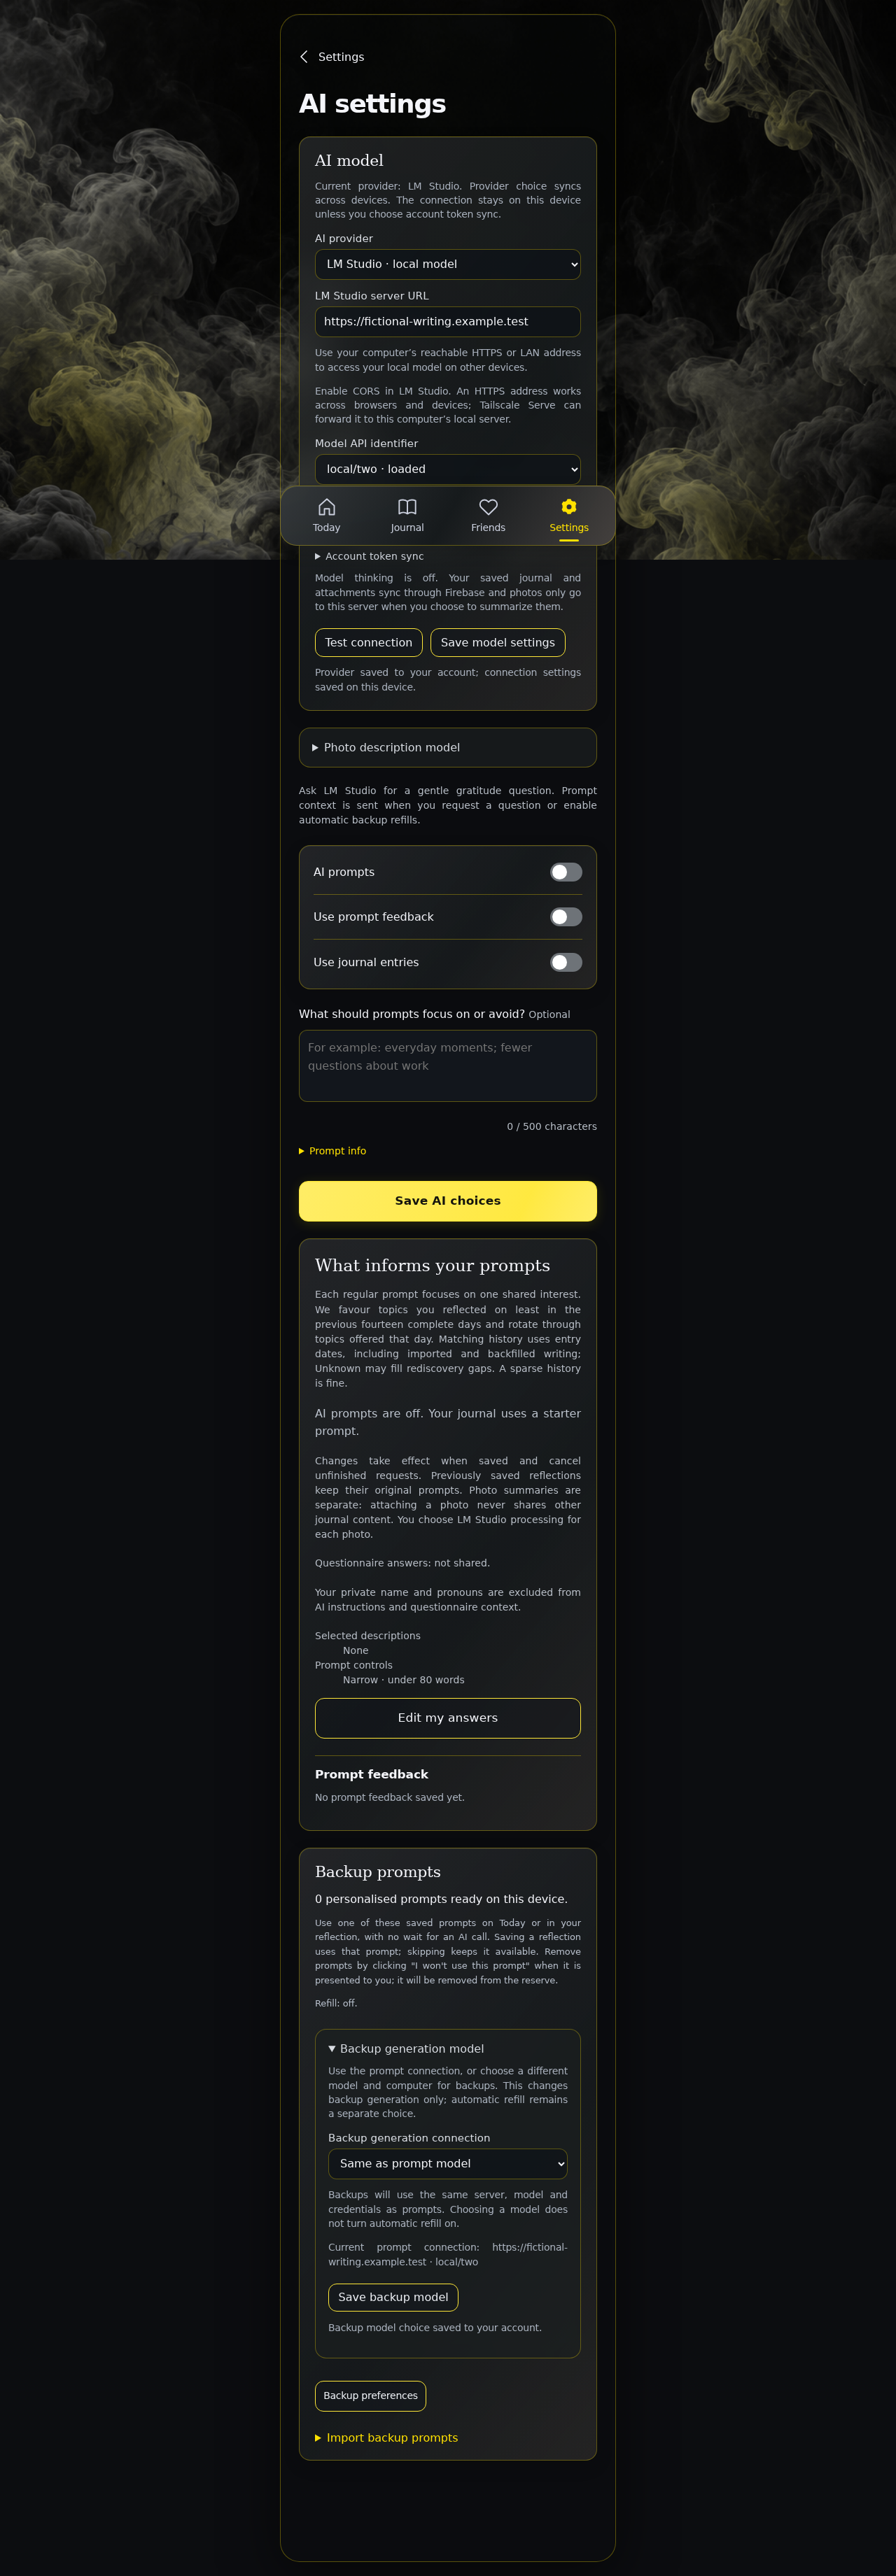 Settings
AI settings
AI model
Current provider: LM Studio. Provider choice syncs
across devices. The connection stays on this device
unless you choose account token sync.
AI provider
LM Studio · local model
LM Studio server URL
https://fictional-writing.example.test
Use your computer’s reachable HTTPS or LAN address
to access your local model on other devices.
Enable CORS in LM Studio. An HTTPS address works
across browsers and devices; Tailscale Serve can
forward it to this computer’s local server.
Model API identifier
local/two · loaded
Today
Journal
Friends
Settings
Account token sync
Model thinking is off. Your saved journal and
attachments sync through Firebase and photos only go
to this server when you choose to summarize them.
Test connection
Save model settings
Provider saved to your account; connection settings
saved on this device.
Photo description model
Ask LM Studio for a gentle gratitude question. Prompt
context is sent when you request a question or enable
automatic backup refills.
AI prompts
Use prompt feedback
Use journal entries
What should prompts focus on or avoid? Optional
For example: everyday moments; fewer
questions about work
0 / 500 characters
Prompt info
Save AI choices
What informs your prompts
Each regular prompt focuses on one shared interest.
We favour topics you reflected on least in the
previous fourteen complete days and rotate through
topics offered that day. Matching history uses entry
dates, including imported and backfilled writing;
Unknown may fill rediscovery gaps. A sparse history
is fine.
AI prompts are off. Your journal uses a starter
prompt.
Changes take effect when saved and cancel
unfinished requests. Previously saved reflections
keep their original prompts. Photo summaries are
separate: attaching a photo never shares other
journal content. You choose LM Studio processing for
each photo.
Questionnaire answers: not shared.
Your private name and pronouns are excluded from
AI instructions and questionnaire context.
Selected descriptions
None
Prompt controls
Narrow · under 80 words
Edit my answers
Prompt feedback
No prompt feedback saved yet.
Backup prompts
0 personalised prompts ready on this device.
Use one of these saved prompts on Today or in your
reflection, with no wait for an AI call. Saving a reflection
uses that prompt; skipping keeps it available. Remove
prompts by clicking "I won't use this prompt" when it is
presented to you; it will be removed from the reserve.
Refill: off.
Backup generation model
Use the prompt connection, or choose a different
model and computer for backups. This changes
backup generation only; automatic refill remains
a separate choice.
Backup generation connection
Same as prompt model
Backups will use the same server, model and
credentials as prompts. Choosing a model does
not turn automatic refill on.
Current prompt connection: https://fictional-
writing.example.test · local/two
Save backup model
Backup model choice saved to your account.
Backup preferences
Import backup prompts